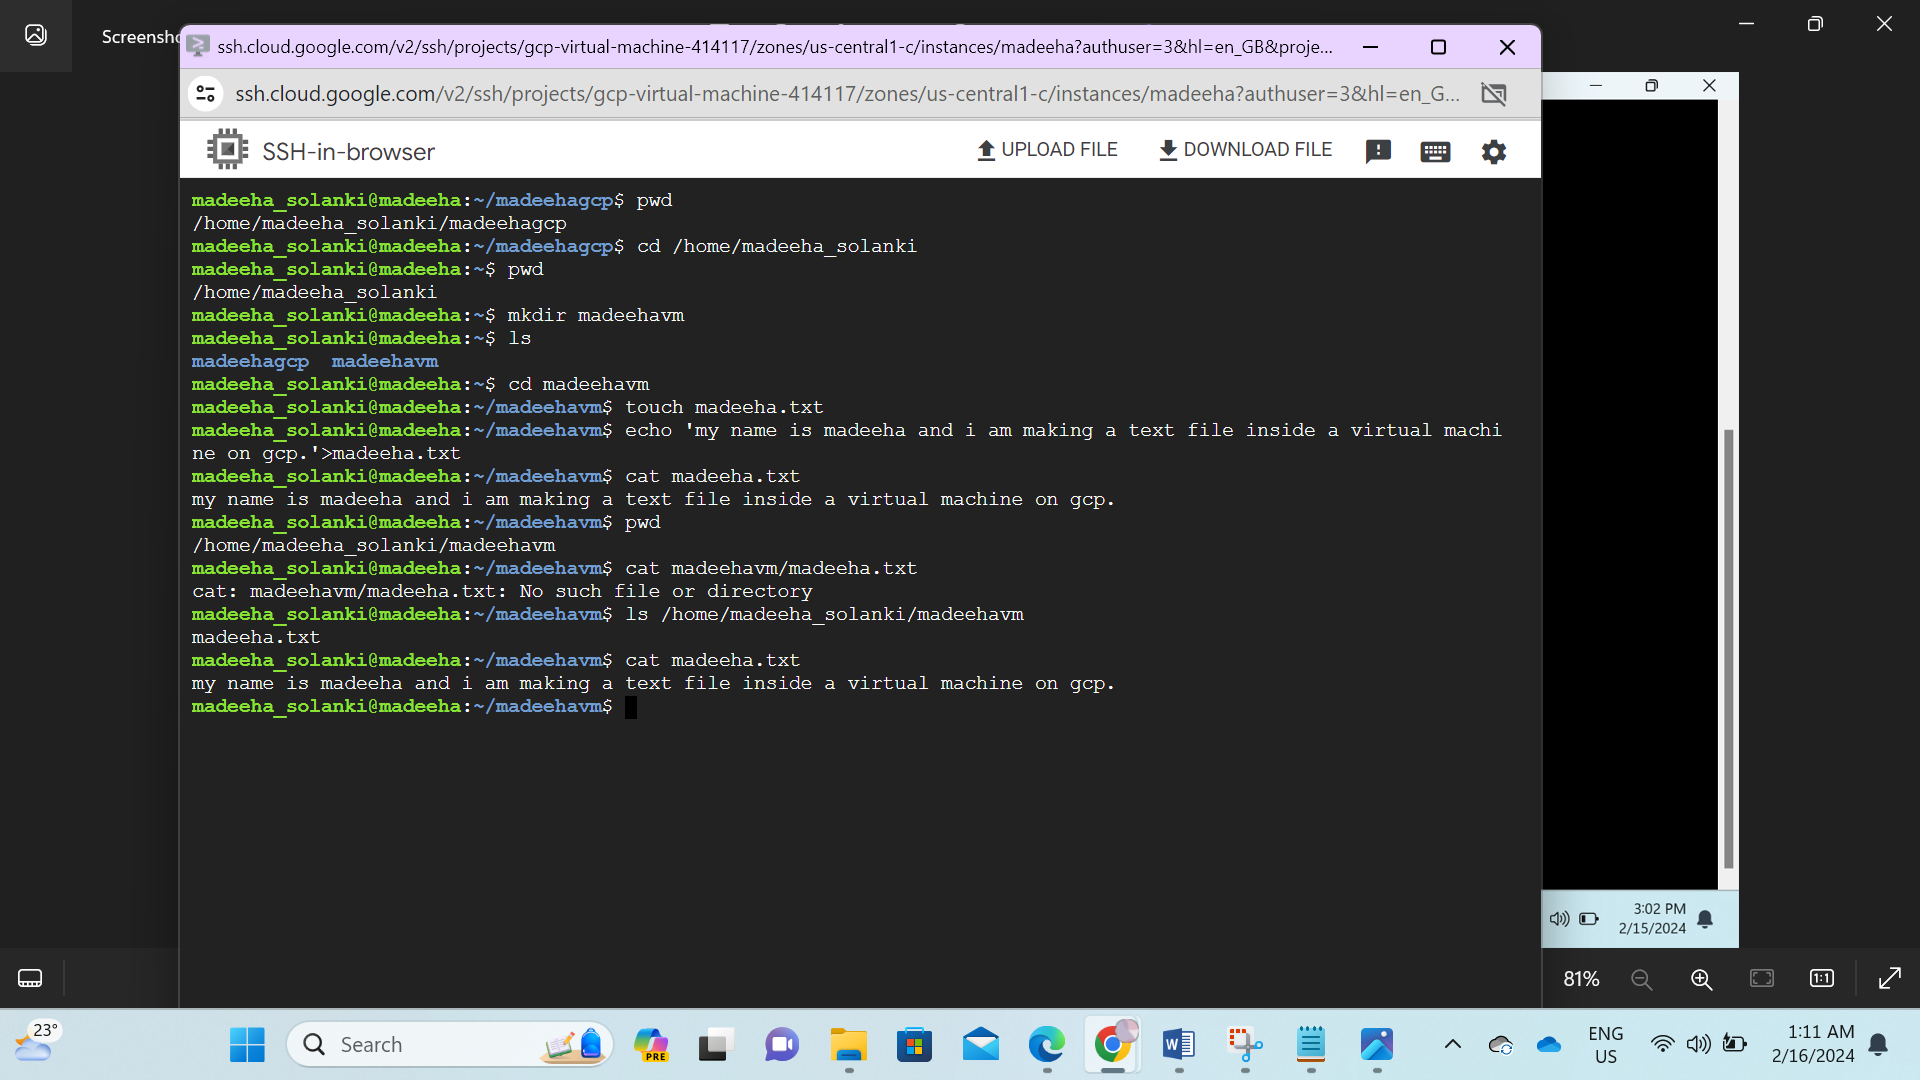 Screensho
ssh.cloud.google.com/v2/ssh/projects/gcp-virtual-machine-414117/zones/us-central1-c/instances/madeeha?authuser=3&hl=en_GB&proje...
ssh.cloud.google.com/v2/ssh/projects/gcp-virtual-machine-414117/zones/us-central1-c/instances/madeeha?authuser=3&hl=en_G...
SSH-in-browser
UPLOAD FILE
DOWNLOAD FILE
madeeha_solanki@madeeha:~/madeehagcp$ pwd
/home/madeeha_solanki/madeehagcp
madeeha_solanki@madeeha:~/madeehagcp$ cd /home/madeeha_solanki
madeeha_solanki@madeeha:~$ pwd
/home/madeeha_solanki
madeeha_solanki@madeeha:~$ mkdir madeehavm
madeeha_solanki@madeeha:~$ ls
madeehagcp  madeehavm
madeeha_solanki@madeeha:~$ cd madeehavm
madeeha_solanki@madeeha:~/madeehavm$ touch madeeha.txt
madeeha_solanki@madeeha:~/madeehavm$ echo 'my name is madeeha and i am making a text file inside a virtual machi
ne on gcp.'>madeeha.txt
madeeha_solanki@madeeha:~/madeehavm$ cat madeeha.txt
my name is madeeha and i am making a text file inside a virtual machine on gcp.
madeeha_solanki@madeeha:~/madeehavm$ pwd
/home/madeeha_solanki/madeehavm
madeeha_solanki@madeeha:~/madeehavm$ cat madeehavm/madeeha.txt
cat: madeehavm/madeeha.txt: No such file or directory
madeeha_solanki@madeeha:~/madeehavm$ ls /home/madeeha_solanki/madeehavm
madeeha.txt
madeeha_solanki@madeeha:~/madeehavm$ cat madeeha.txt
my name is madeeha and i am making a text file inside a virtual machine on gcp.
madeeha_solanki@madeeha:~/madeehavm$
3:02 PM
2/15/2024
81%
1:1
23°
Search
PRE
ENG
US
1:11 AM
2/16/2024